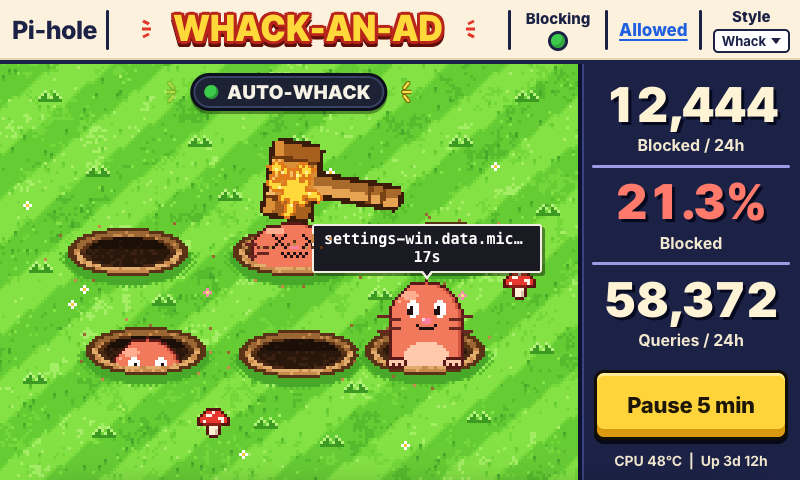 Pi-hole
WHACK-AN-AD
Blocking
Allowed
Style
Whack
AUTO-WHACK
settings-win.data.mic…
17s
12,444
Blocked / 24h
21.3%
Blocked
58,372
Queries / 24h
Pause 5 min
CPU 48°C | Up 3d 12h